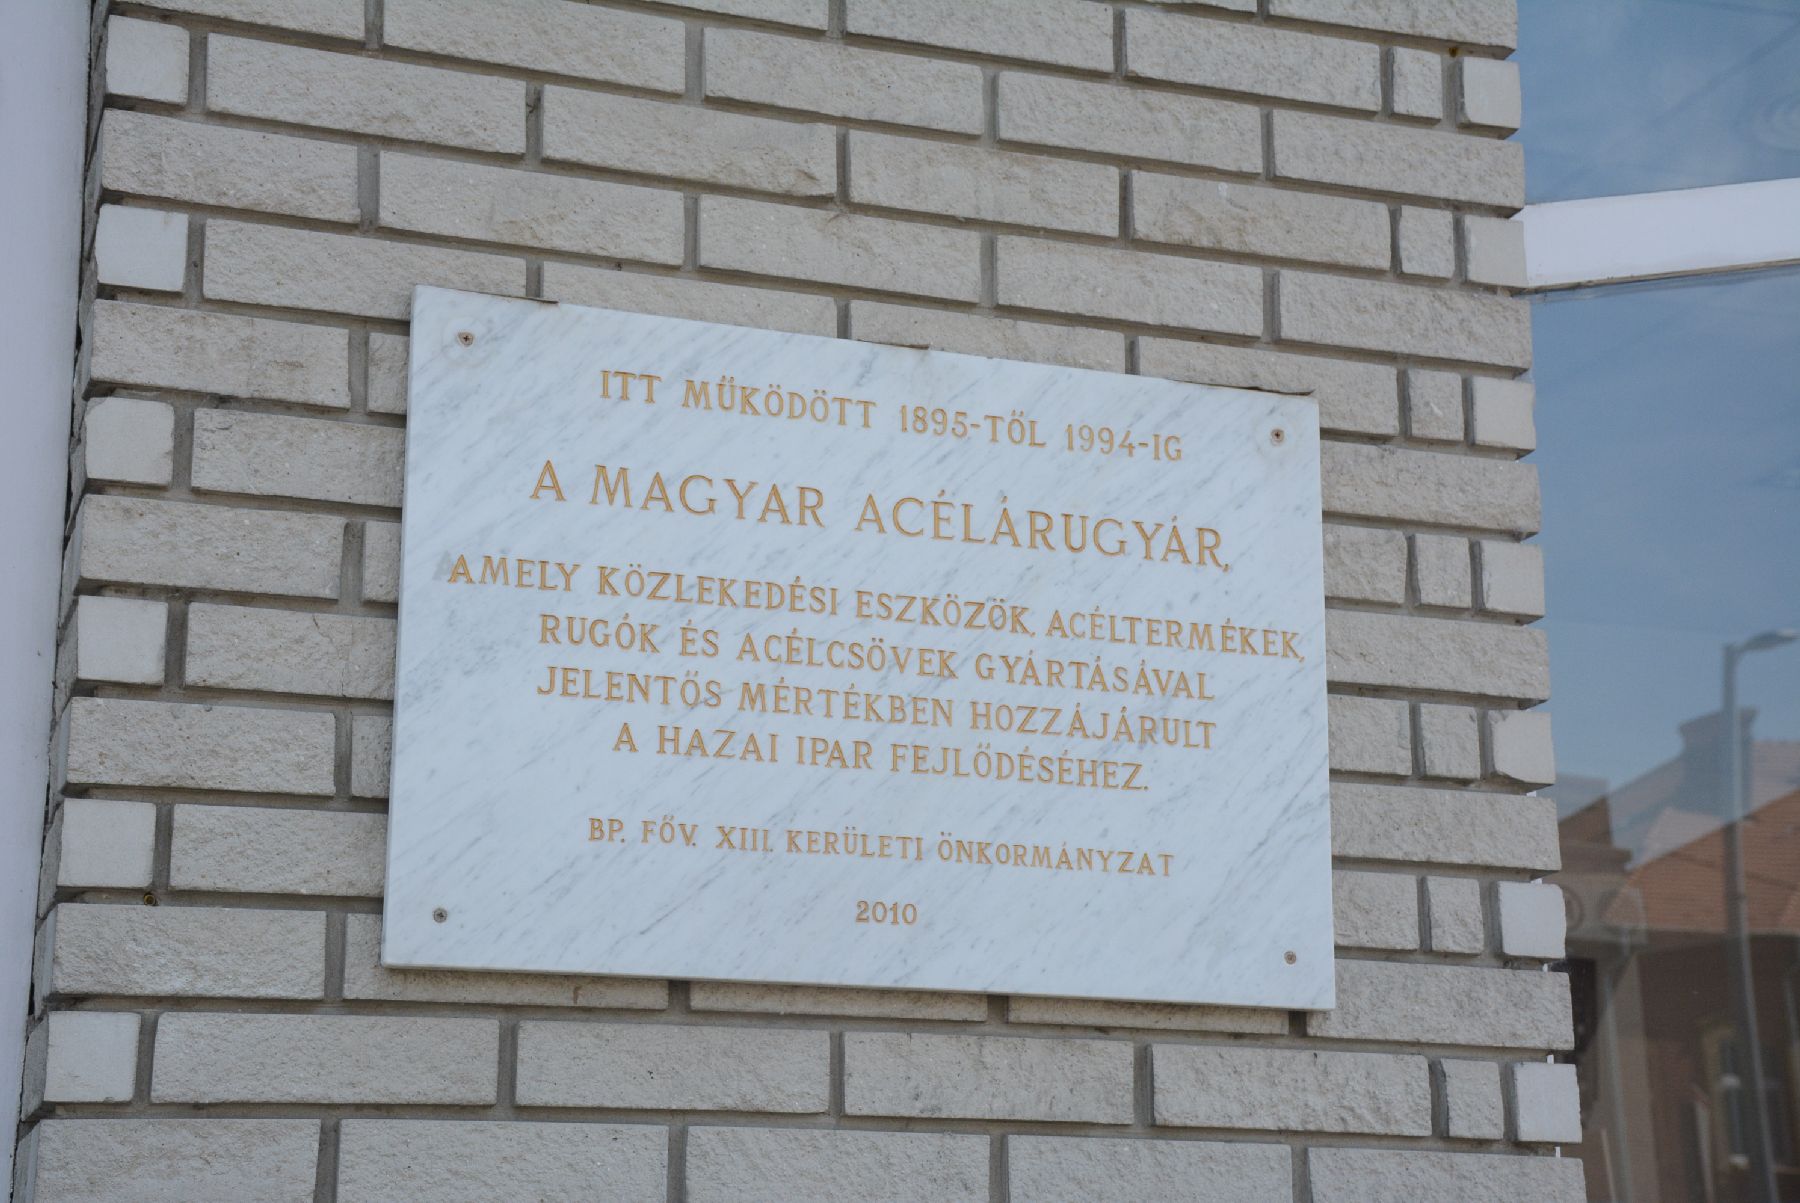 ITT MŰKÖDÖTT 1895-TŐL 1994-IG
A MAGYAR ACÉLÁRUGYÁR,
AMELY KÖZLEKEDÉSI ESZKÖZÖK, ACÉLTERMÉKEK,
RUGÓK ÉS ACÉLCSÖVEK GYÁRTÁSÁVAL
JELENTŐS MÉRTÉKBEN HOZZÁJÁRULT
A HAZAI IPAR FEJLŐDÉSÉHEZ.
BP. FŐV. XIII. KERÜLETI ÖNKORMÁNYZAT
2010